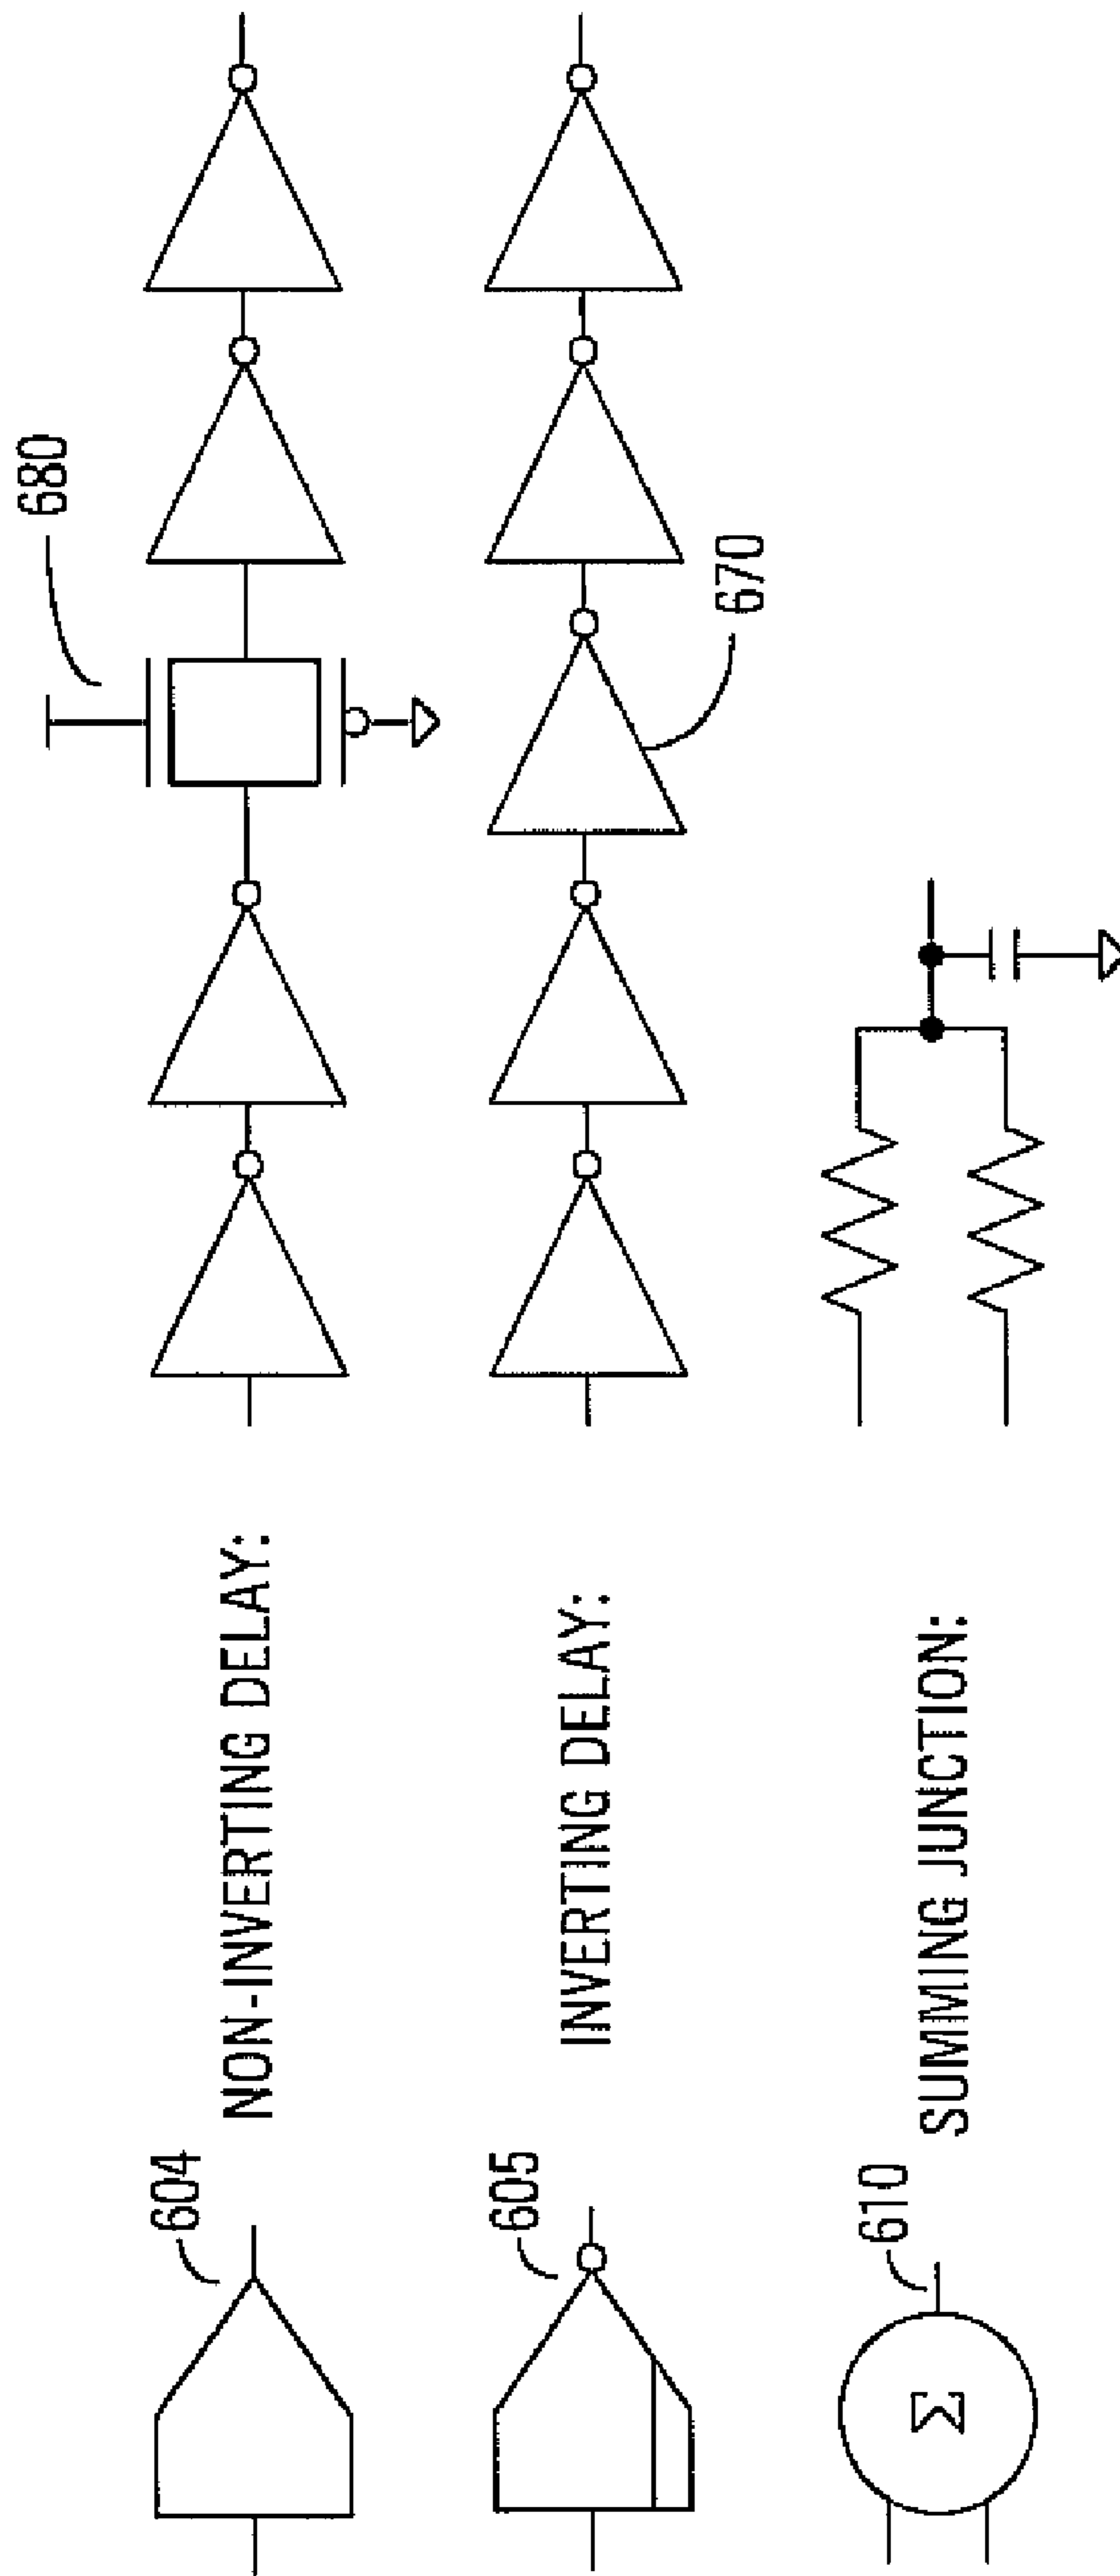 604
NON-INVERTING DELAY:
680
605
INVERTING DELAY:
670
610
Σ
SUMMING JUNCTION: